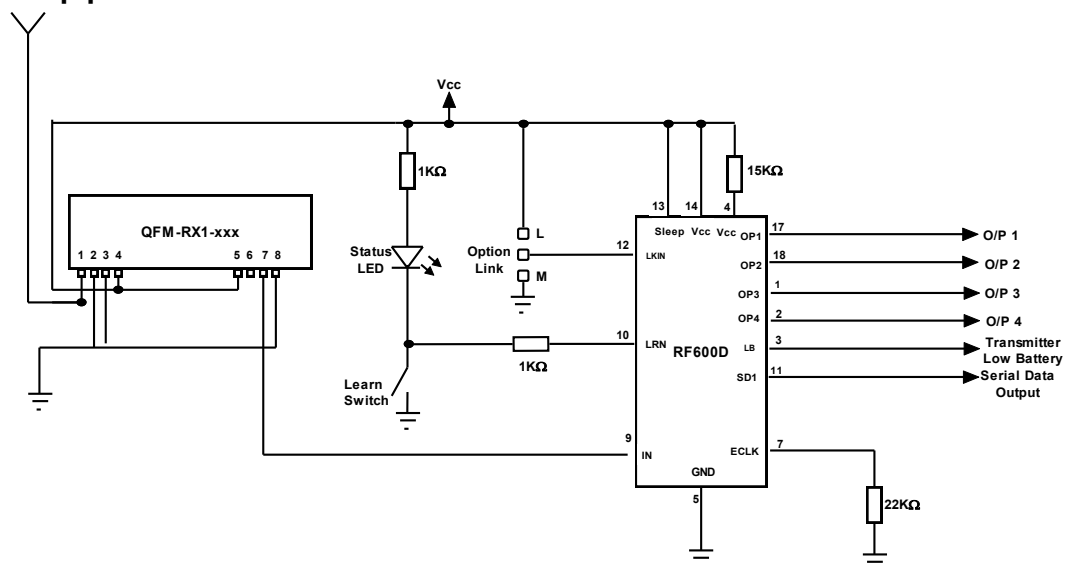 Vcc
1KΩ
15KΩ
QFM-RX1-xxx
1 2 3 4 5 6 7 8
Status
LED
Option
Link
L
M
13 14 4
Sleep Vcc Vcc
12
LKIN
10
LRN
RF600D
9
IN
GND
5
OP1
17
O/P 1
OP2
18
O/P 2
OP3
1
O/P 3
OP4
2
O/P 4
LB
3
Transmitter
Low Battery
SD1
11
Serial Data
Output
ECLK
7
22KΩ
1KΩ
Learn
Switch